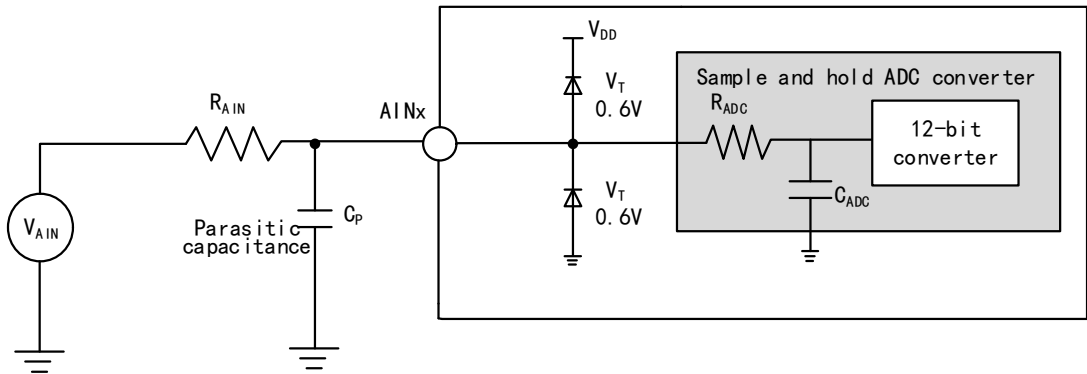 V_DD
Sample and hold ADC converter
R_AIN
AINx
V_T
0.6V
R_ADC
12-bit
converter
V_AIN
Parasitic
capacitance
C_P
V_T
0.6V
C_ADC